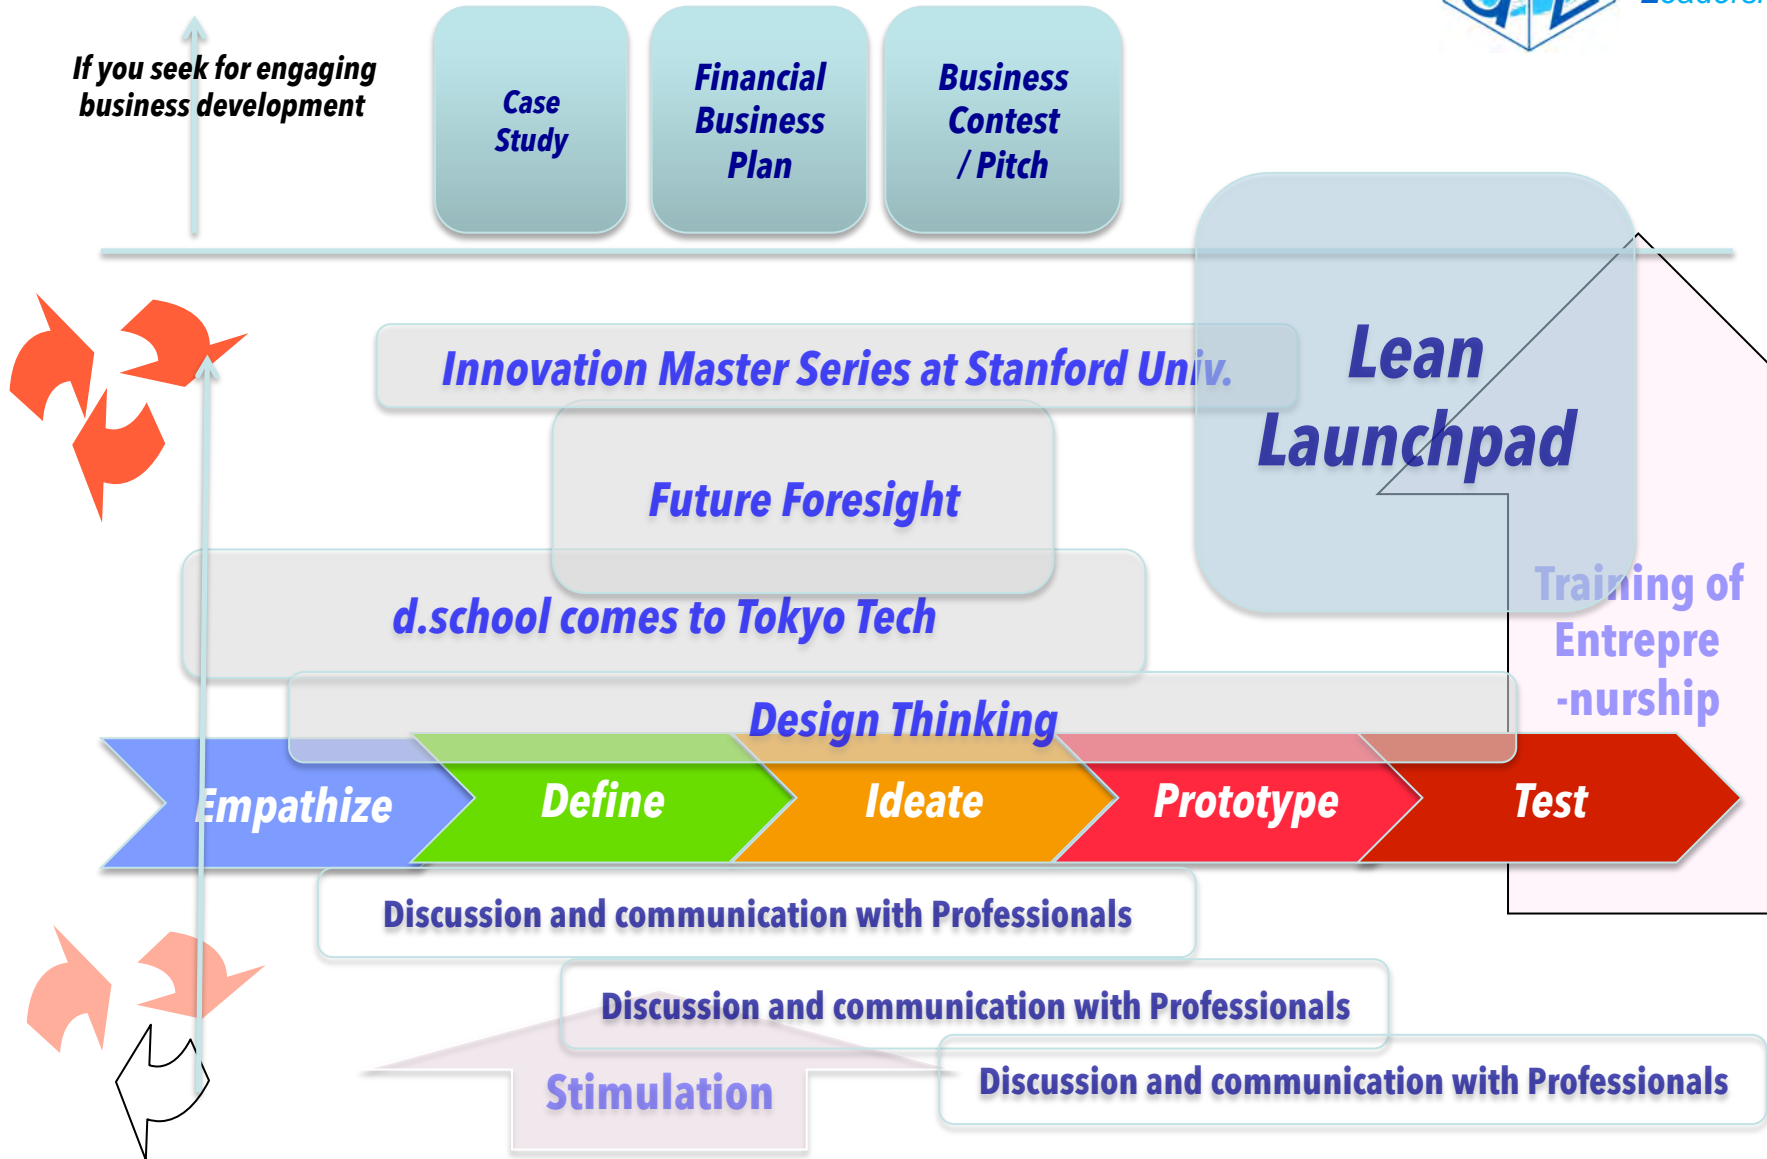 If you seek for engaging
business development
Case
Study
Financial
Business
Plan
Business
Contest
/ Pitch
Innovation Master Series at Stanford Univ.
Lean
Launchpad
Future Foresight
d.school comes to Tokyo Tech
Training of
Entrepre
-nurship
Design Thinking
Empathize
Define
Ideate
Prototype
Test
Discussion and communication with Professionals
Discussion and communication with Professionals
Stimulation
Discussion and communication with Professionals